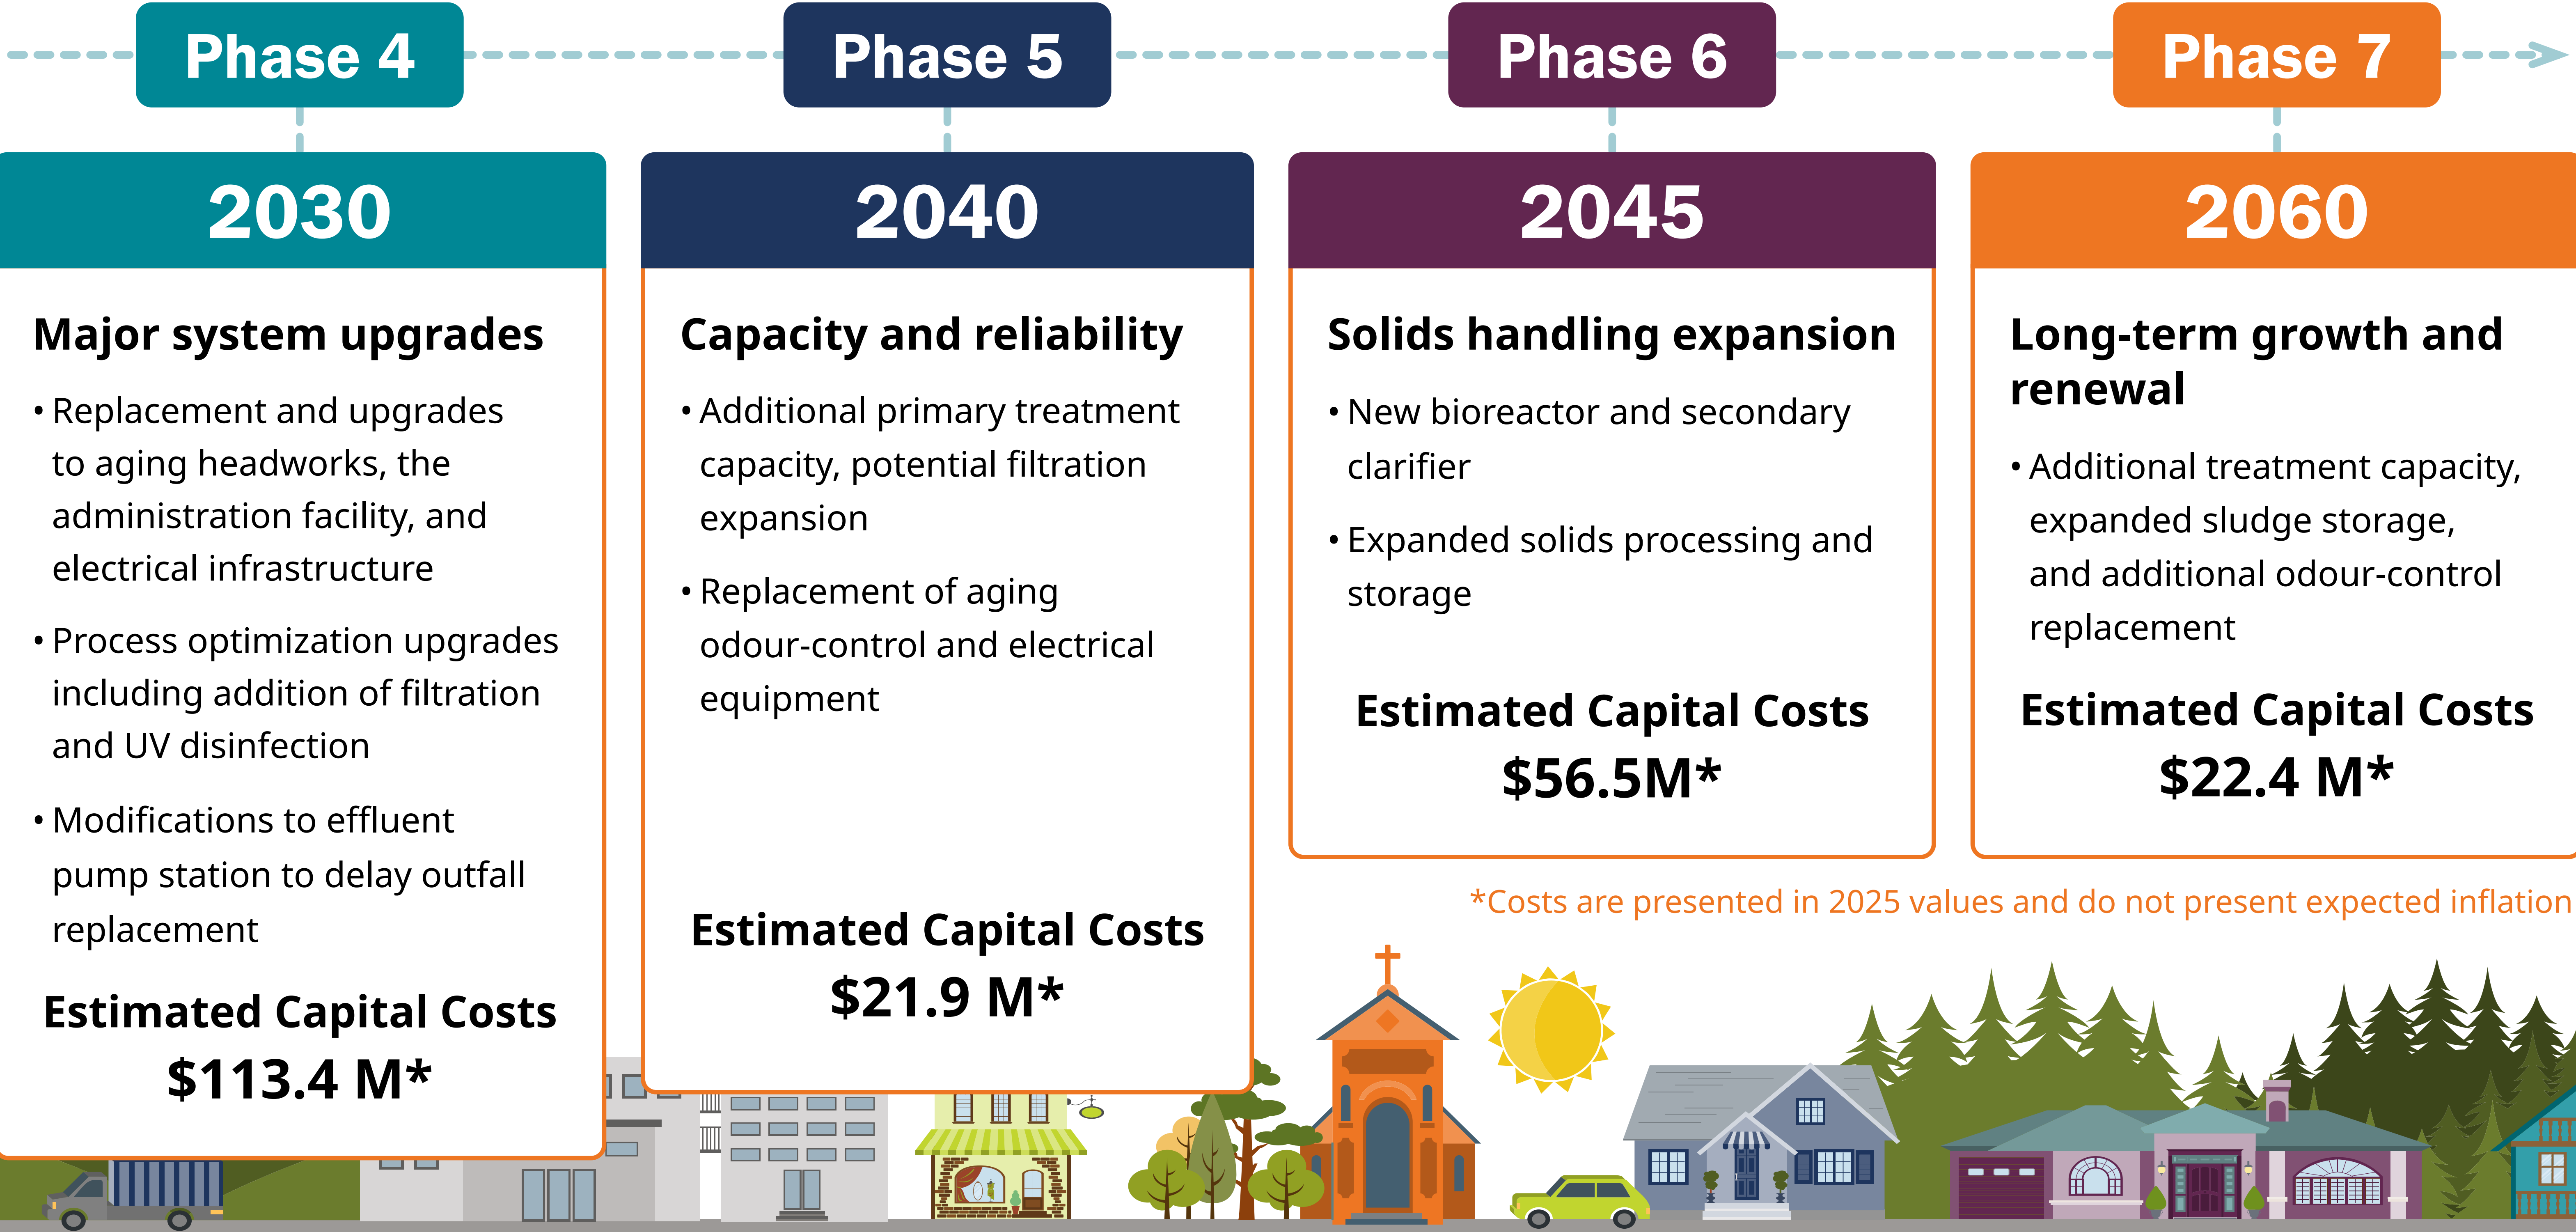 Phase 4
Phase 5
Phase 6
Phase 7
2030
Major system upgrades
• Replacement and upgrades
to aging headworks, the
administration facility, and
electrical infrastructure
• Process optimization upgrades
including addition of filtration
and UV disinfection
• Modifications to effluent
pump station to delay outfall
replacement
Estimated Capital Costs
$113.4 M*
2040
Capacity and reliability
• Additional primary treatment
capacity, potential filtration
expansion
• Replacement of aging
odour-control and electrical
equipment
Estimated Capital Costs
$21.9 M*
2045
Solids handling expansion
• New bioreactor and secondary
clarifier
• Expanded solids processing and
storage
Estimated Capital Costs
$56.5M*
2060
Long-term growth and
renewal
• Additional treatment capacity,
expanded sludge storage,
and additional odour-control
replacement
Estimated Capital Costs
$22.4 M*
*Costs are presented in 2025 values and do not present expected inflation